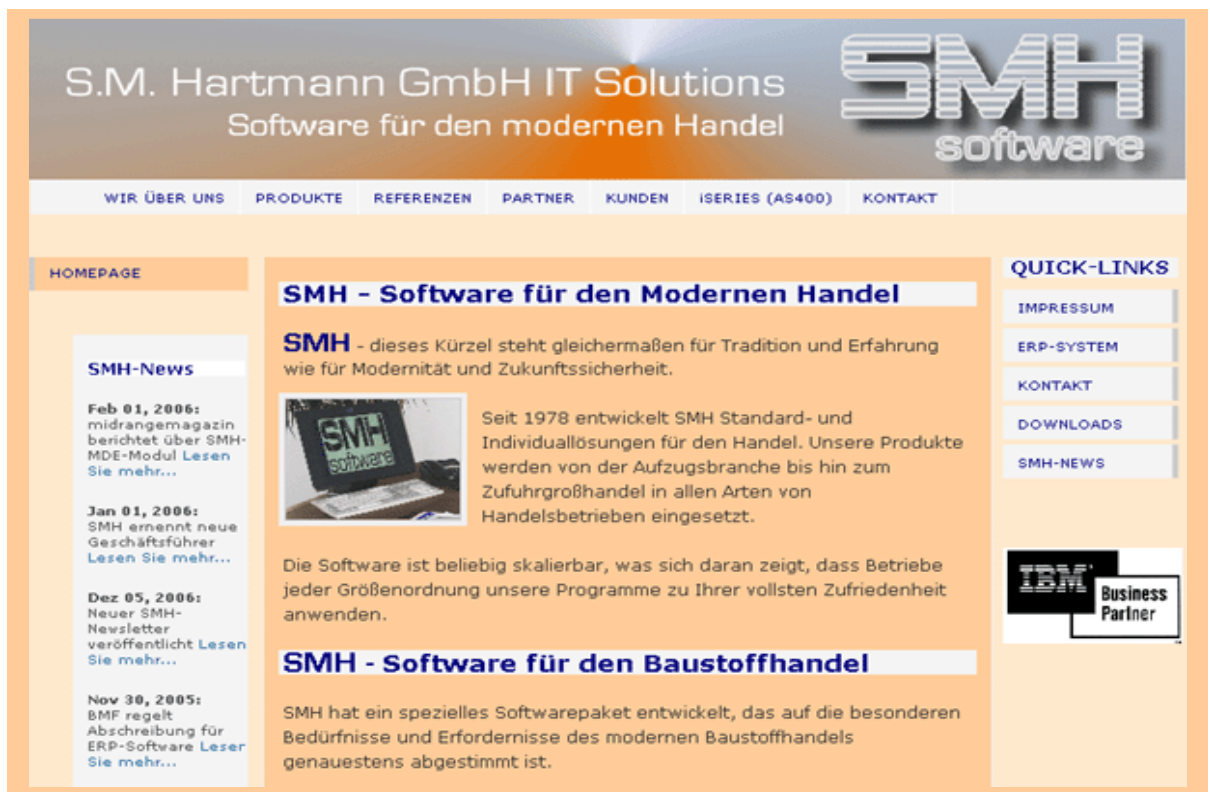 S.M. Hartmann GmbH IT Solutions
Software für den modernen Handel
SMH
software
WIR ÜBER UNS PRODUKTE REFERENZEN PARTNER KUNDEN iSERIES (AS400) KONTAKT
HOMEPAGE
SMH-News
Feb 01, 2006:
midrangemagazin
berichtet über SMH-
MDE-Modul Lesen
Sie mehr...
Jan 01, 2006:
SMH ernennt neue
Geschäftsführer
Lesen Sie mehr...
Dez 05, 2006:
Neuer SMH-
Newsletter
veröffentlicht Lesen
Sie mehr...
Nov 30, 2005:
BMF regelt
Abschreibung für
ERP-Software Lesen
Sie mehr...
SMH - Software für den Modernen Handel
SMH - dieses Kürzel steht gleichermaßen für Tradition und Erfahrung
wie für Modernität und Zukunftssicherheit.
SMH
software
Seit 1978 entwickelt SMH Standard- und
Individuallösungen für den Handel. Unsere Produkte
werden von der Aufzugsbranche bis hin zum
Zufuhrgroßhandel in allen Arten von
Handelsbetrieben eingesetzt.
Die Software ist beliebig skalierbar, was sich daran zeigt, dass Betriebe
jeder Größenordnung unsere Programme zu Ihrer vollsten Zufriedenheit
anwenden.
SMH - Software für den Baustoffhandel
SMH hat ein spezielles Softwarepaket entwickelt, das auf die besonderen
Bedürfnisse und Erfordernisse des modernen Baustoffhandels
genauestens abgestimmt ist.
QUICK-LINKS
IMPRESSUM
ERP-SYSTEM
KONTAKT
DOWNLOADS
SMH-NEWS
IBM
Business
Partner